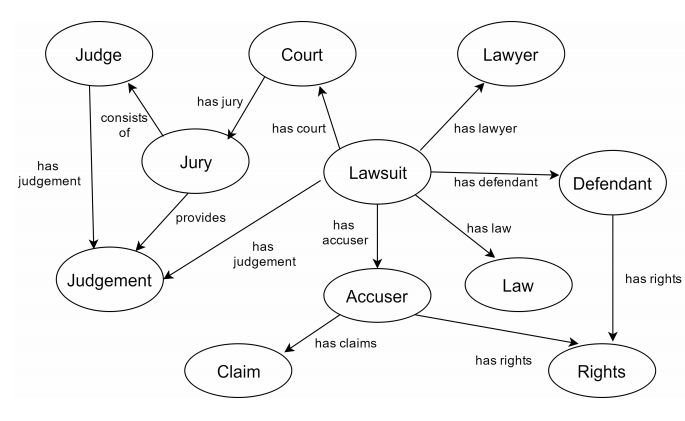 Judge
Court
Lawyer
has jury
consists
of
has court
has lawyer
Jury
Lawsuit
has
judgement
has defendant
Defendant
provides
has
accuser
has law
has
judgement
Judgement
Accuser
Law
has rights
has claims
has rights
Claim
Rights